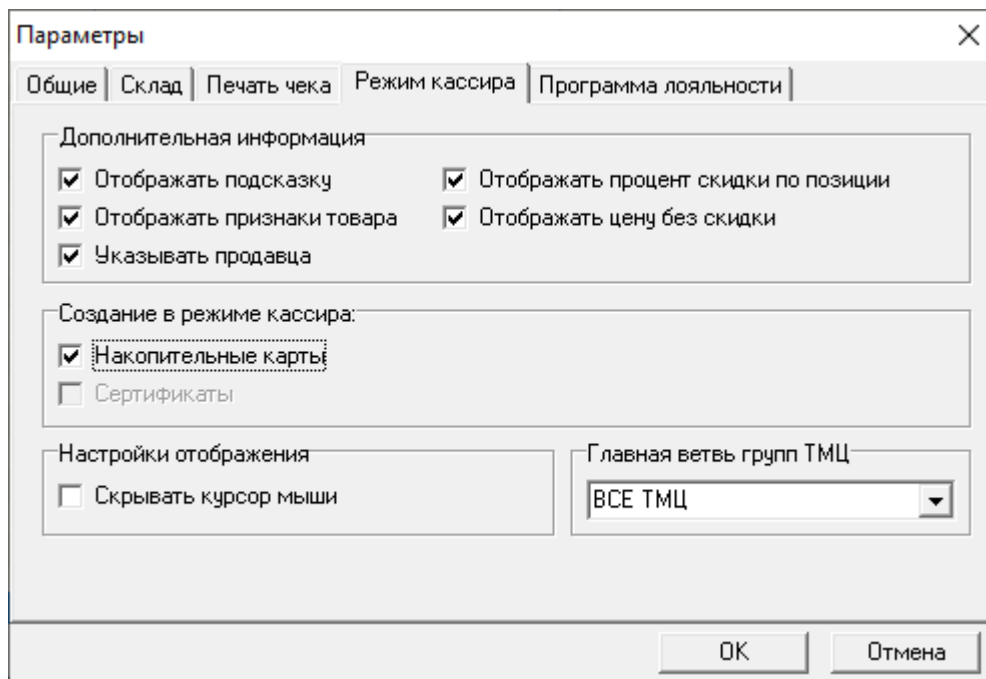 Параметры
Общие Склад Печать чека Режим кассира Программа лояльности
Дополнительная информация
Отображать подсказку Отображать процент скидки по позиции
Отображать признаки товара Отображать цену без скидки
Указывать продавца
Создание в режиме кассира:
Накопительные карты
Сертификаты
Настройки отображения Главная ветвь групп ТМЦ
Скрывать курсор мыши ВСЕ ТМЦ
OK Отмена